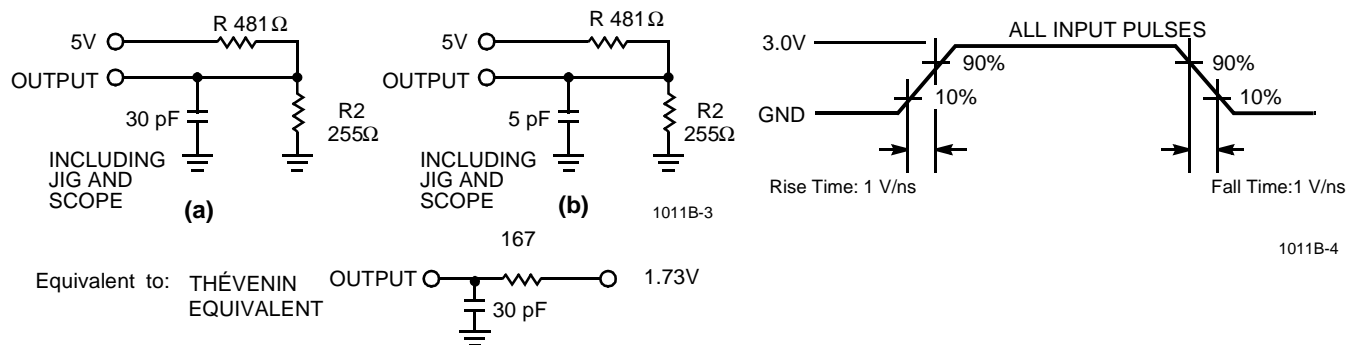 R 481Ω
5V
OUTPUT
30 pF
R2
255Ω
INCLUDING
JIG AND
SCOPE
(a)
R 481Ω
5V
OUTPUT
5 pF
R2
255Ω
INCLUDING
JIG AND
SCOPE
(b)
1011B-3
ALL INPUT PULSES
3.0V
90%
90%
10%
10%
GND
Rise Time: 1 V/ns
Fall Time:1 V/ns
1011B-4
Equivalent to:
THÉVENIN
EQUIVALENT
OUTPUT
167
1.73V
30 pF